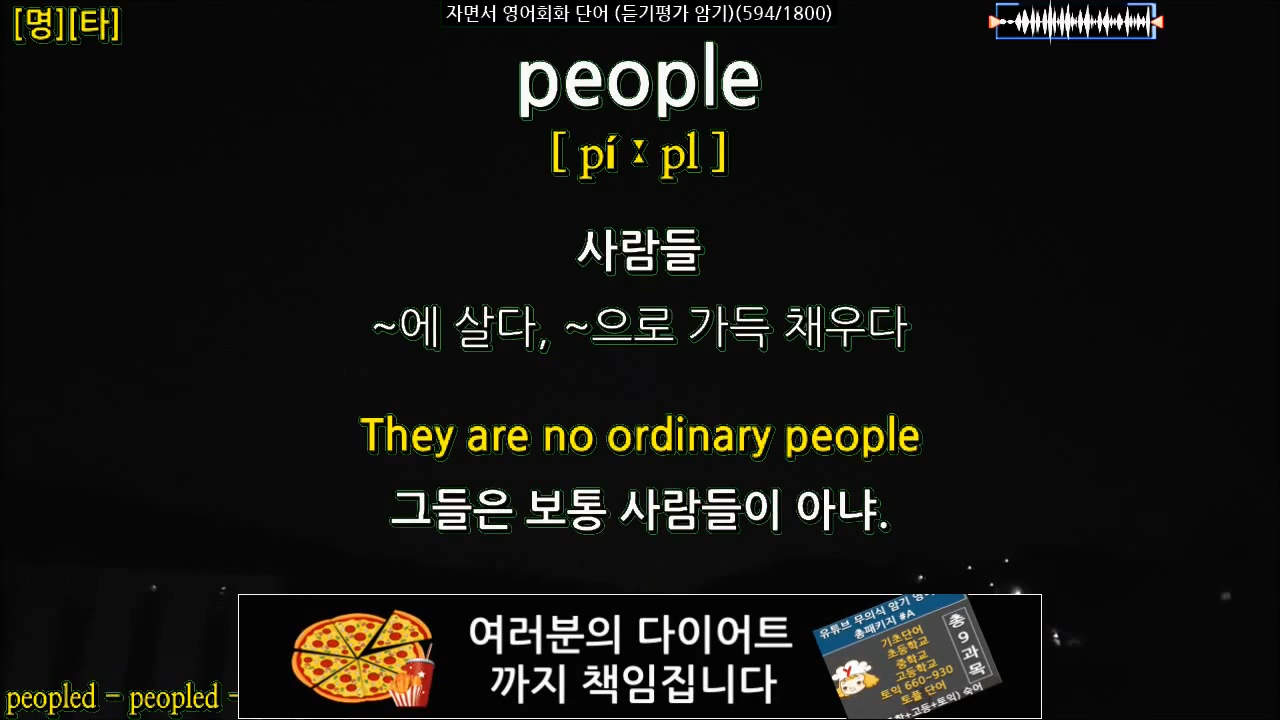 [명][타]
자면서 영어회화 단어 (듣기평가 암기)(594/1800)
people
[ píːpl ]
사람들
~에 살다, ~으로 가득 채우다
They are no ordinary people
그들은 보통 사람들이 아냐.
여러분의 다이어트
까지 책임집니다
유튜브 무의식 암기
총패키지 #A
기초단어
초등학교
중학교
고등학교
토익 660~930
토플 단어
총9과목
peopled - peopled -